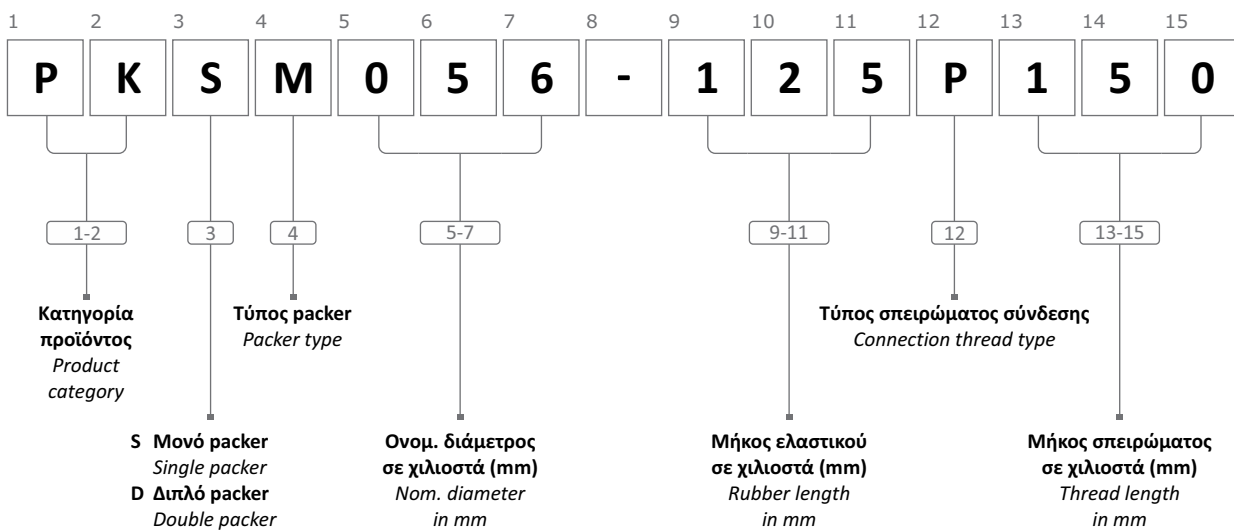 1 2 3 4 5 6 7 8 9 10 11 12 13 14 15
P K S M 0 5 6 - 1 2 5 P 1 5 0
1-2 3 4 5-7 9-11 12 13-15
Κατηγορία
προϊόντος
Product
category
Τύπος packer
Packer type
Τύπος σπειρώματος σύνδεσης
Connection thread type
S Μονό packer
Single packer
D Διπλό packer
Double packer
Ονομ. διάμετρος
σε χιλιοστά (mm)
Nom. diameter
in mm
Μήκος ελαστικού
σε χιλιοστά (mm)
Rubber length
in mm
Μήκος σπειρώματος
σε χιλιοστά (mm)
Thread length
in mm